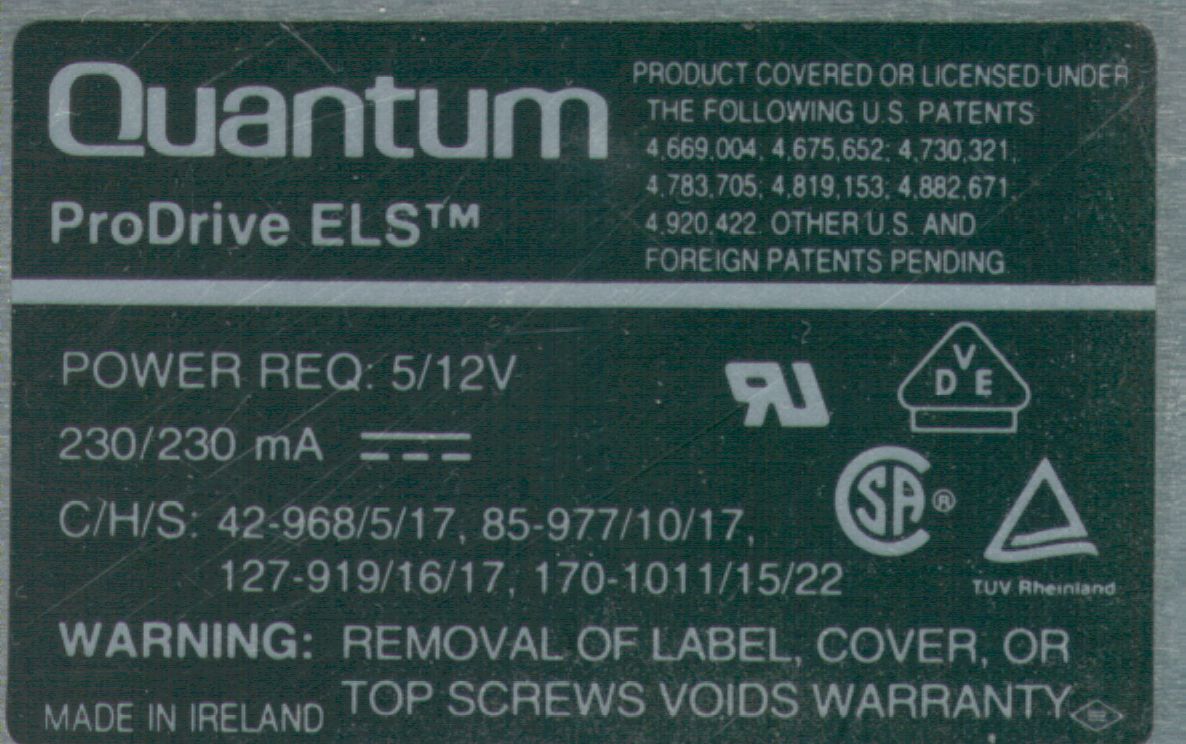 Quantum
ProDrive ELS™
PRODUCT COVERED OR LICENSED UNDER
THE FOLLOWING U.S. PATENTS
4,669,004, 4,675,652; 4,730,321,
4,783,705; 4,819,153; 4,882,671,
4,920,422. OTHER U.S. AND
FOREIGN PATENTS PENDING.
POWER REQ: 5/12V
230/230 mA
C/H/S: 42-968/5/17, 85-977/10/17,
127-919/16/17, 170-1011/15/22
VDE
SA®
TUV Rheinland
WARNING: REMOVAL OF LABEL, COVER, OR
TOP SCREWS VOIDS WARRANTY
MADE IN IRELAND